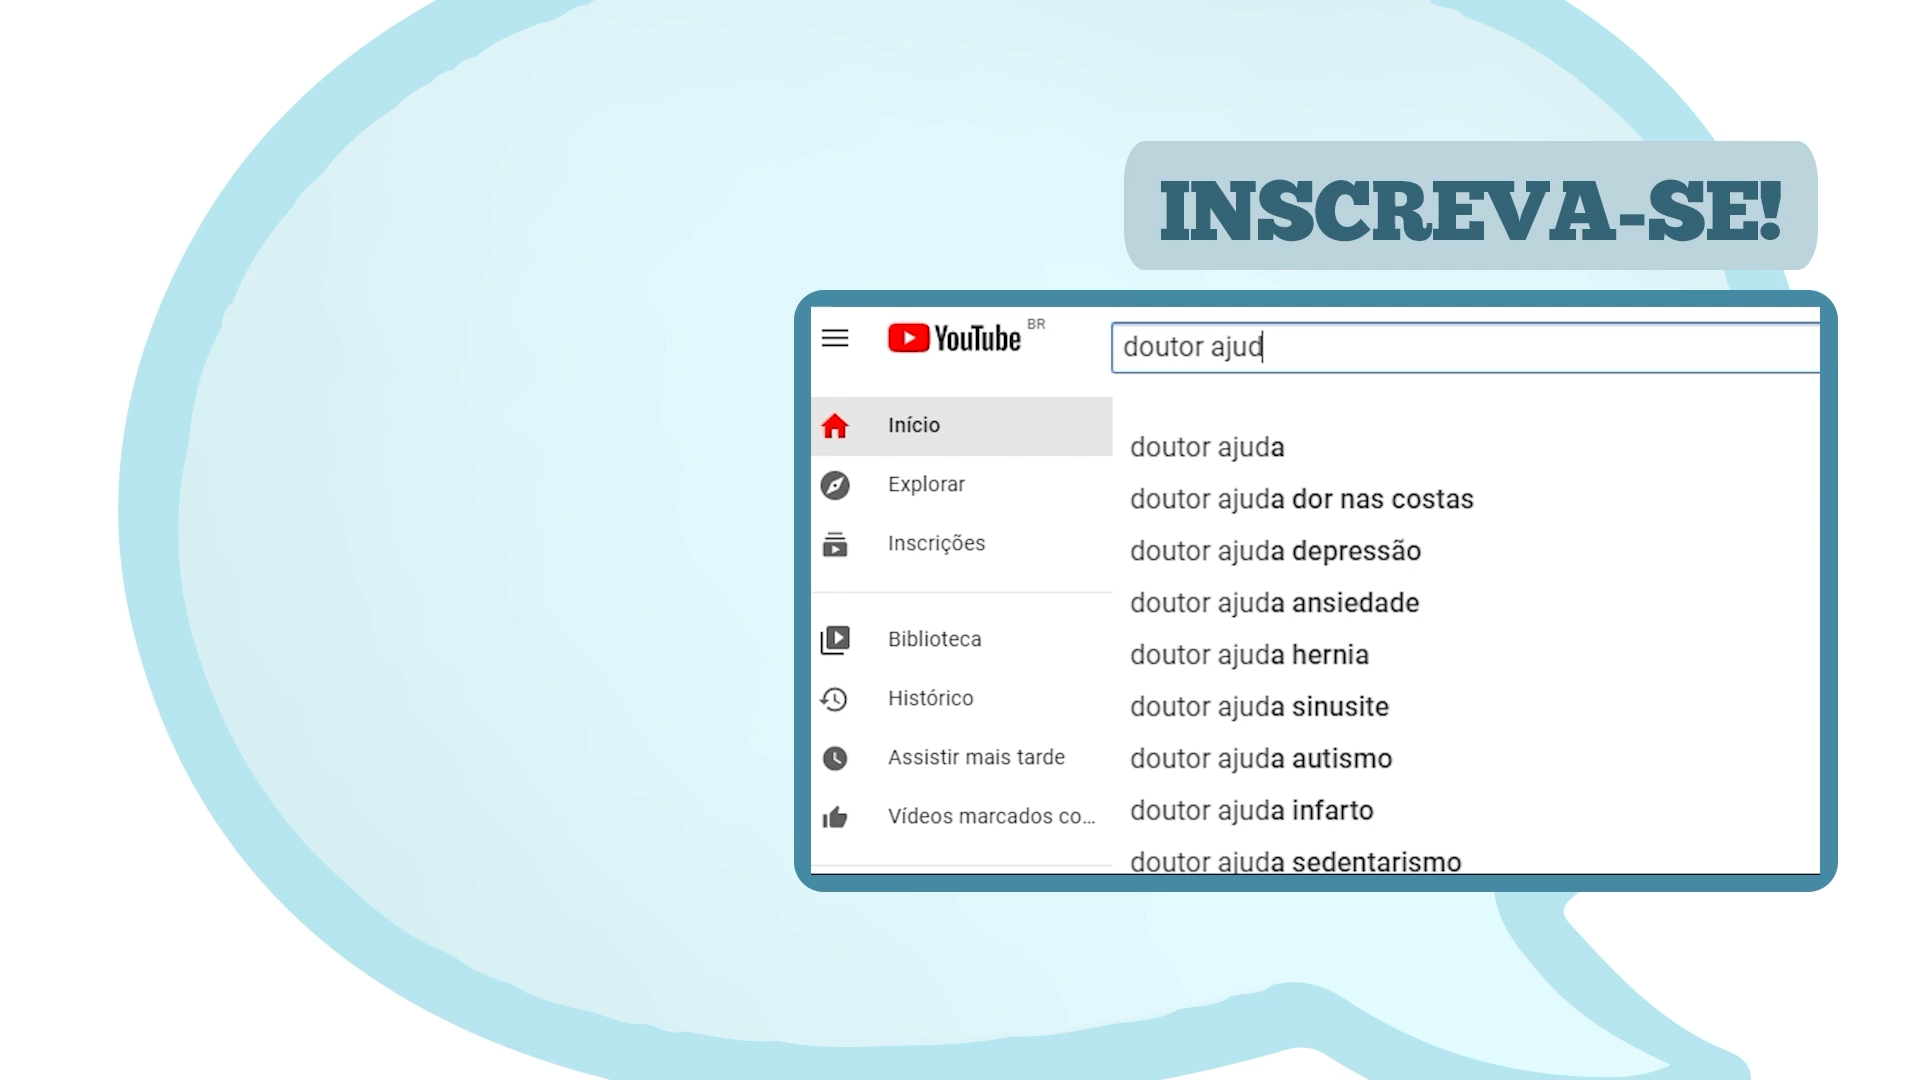 INSCREVA-SE!
YouTube BR
doutor ajud
Início
Explorar
Inscrições
Biblioteca
Histórico
Assistir mais tarde
Vídeos marcados co...
doutor ajuda
doutor ajuda dor nas costas
doutor ajuda depressão
doutor ajuda ansiedade
doutor ajuda hernia
doutor ajuda sinusite
doutor ajuda autismo
doutor ajuda infarto
doutor ajuda sedentarismo